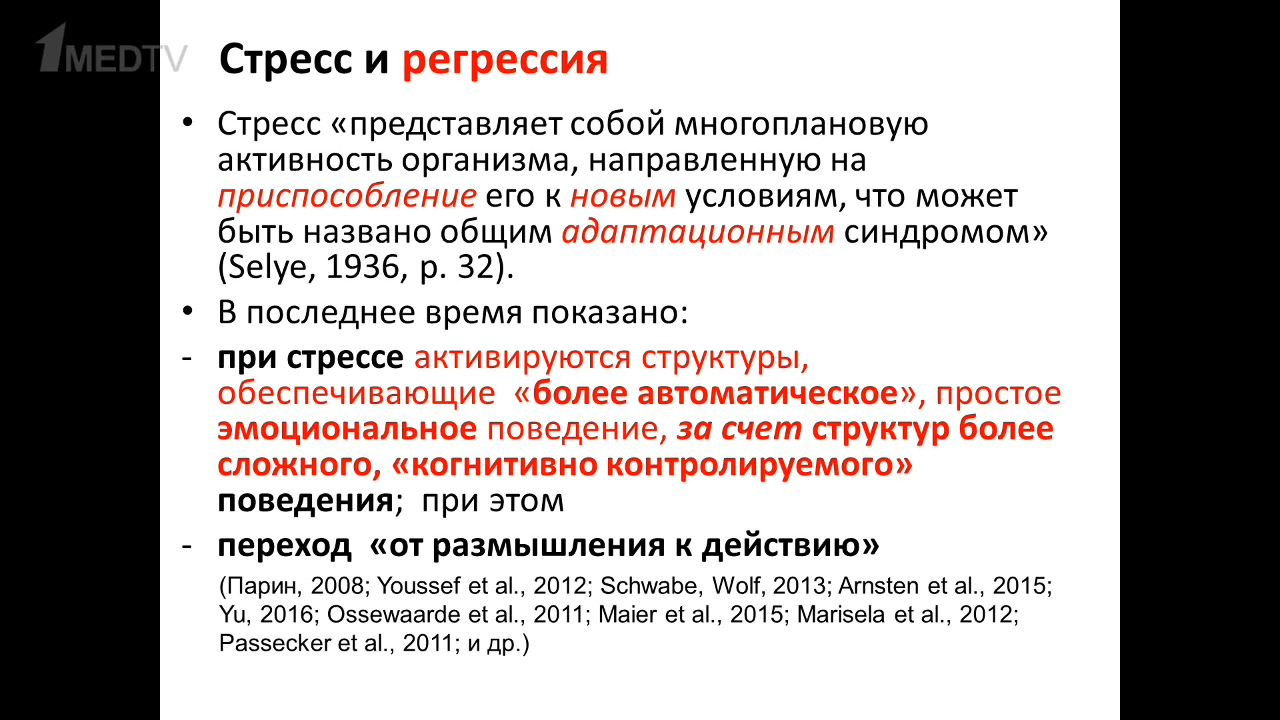 1MEDTV
Стресс и регрессия
• Стресс «представляет собой многоплановую
активность организма, направленную на
приспособление его к новым условиям, что может
быть названо общим адаптационным синдромом»
(Selye, 1936, p. 32).
• В последнее время показано:
- при стрессе активируются структуры,
обеспечивающие «более автоматическое», простое
эмоциональное поведение, за счет структур более
сложного, «когнитивно контролируемого»
поведения; при этом
- переход «от размышления к действию»
(Парин, 2008; Youssef et al., 2012; Schwabe, Wolf, 2013; Arnsten et al., 2015;
Yu, 2016; Ossewaarde et al., 2011; Maier et al., 2015; Marisela et al., 2012;
Passecker et al., 2011; и др.)